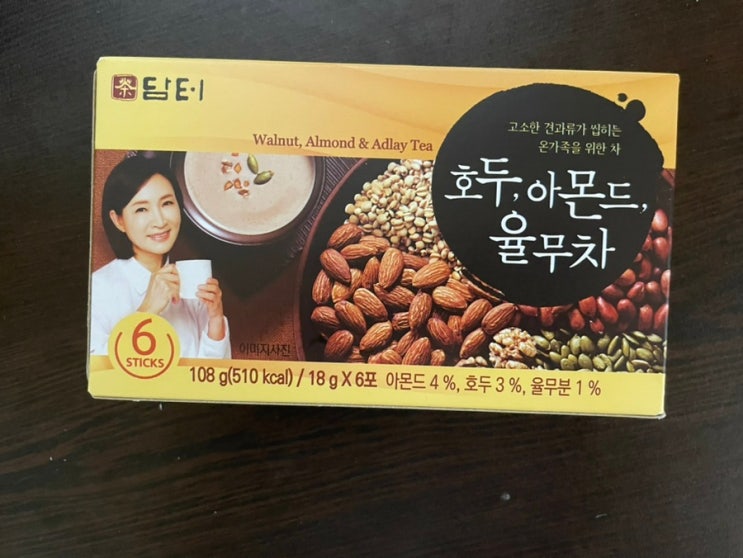 茶 담터
Walnut, Almond & Adlay Tea
고소한 견과류가 씹히는
온가족을 위한 차
호두, 아몬드,
율무차
6
STICKS
이미지사진
108 g(510 kcal) / 18 g X 6포 아몬드 4 %, 호두 3 %, 율무분 1 %